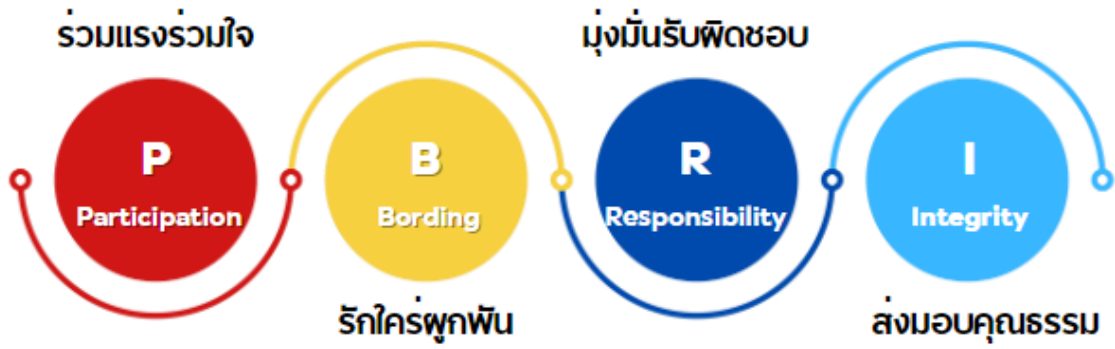 ร่วมแรงร่วมใจ
P
Participation
B
Bording
รักใคร่ผูกพัน
มุ่งมั่นรับผิดชอบ
R
Responsibility
I
Integrity
ส่งมอบคุณธรรม